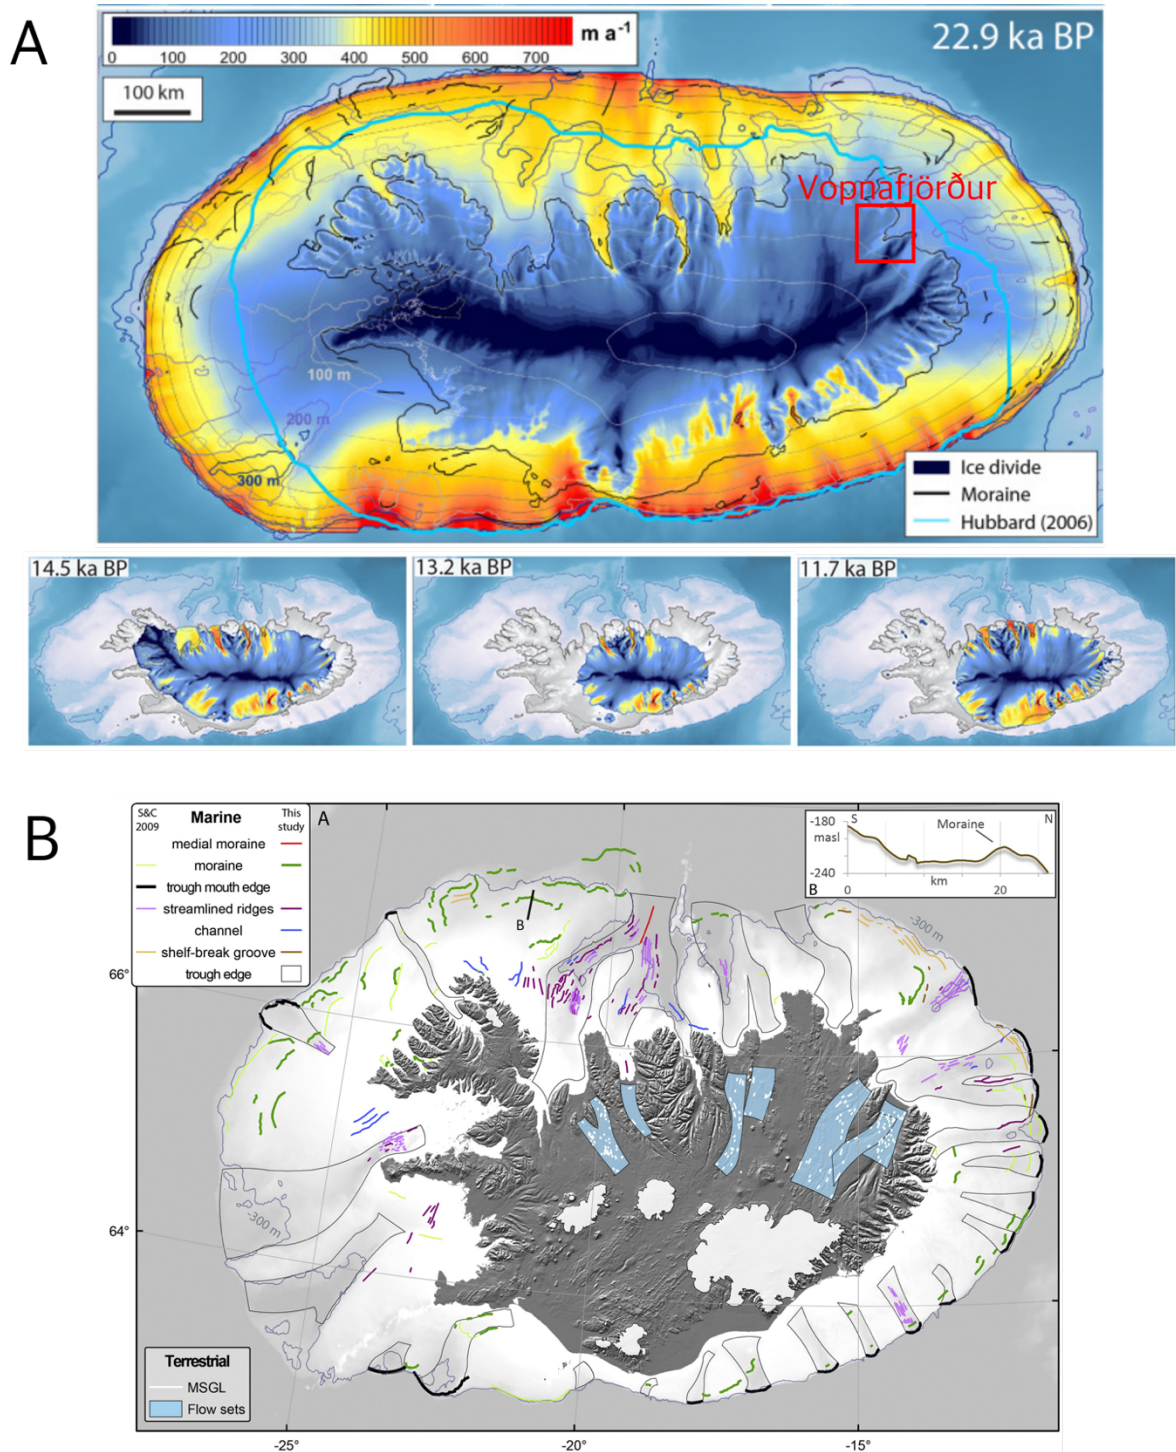 A
0 100 200 300 400 500 600 700
m a-1
22.9 ka BP
100 km
Vopnafjörður
100 m
200 m
300 m
Ice divide
Moraine
Hubbard (2006)
14.5 ka BP
13.2 ka BP
11.7 ka BP
B
S&C 2009
Marine
This study
medial moraine
moraine
trough mouth edge
streamlined ridges
channel
shelf-break groove
trough edge
A
B
-180
masl
-240
S
N
Moraine
0
20
km
B
-300 m
66°
64°
-300 m
Terrestrial
MSGL
Flow sets
-25°
-20°
-15°